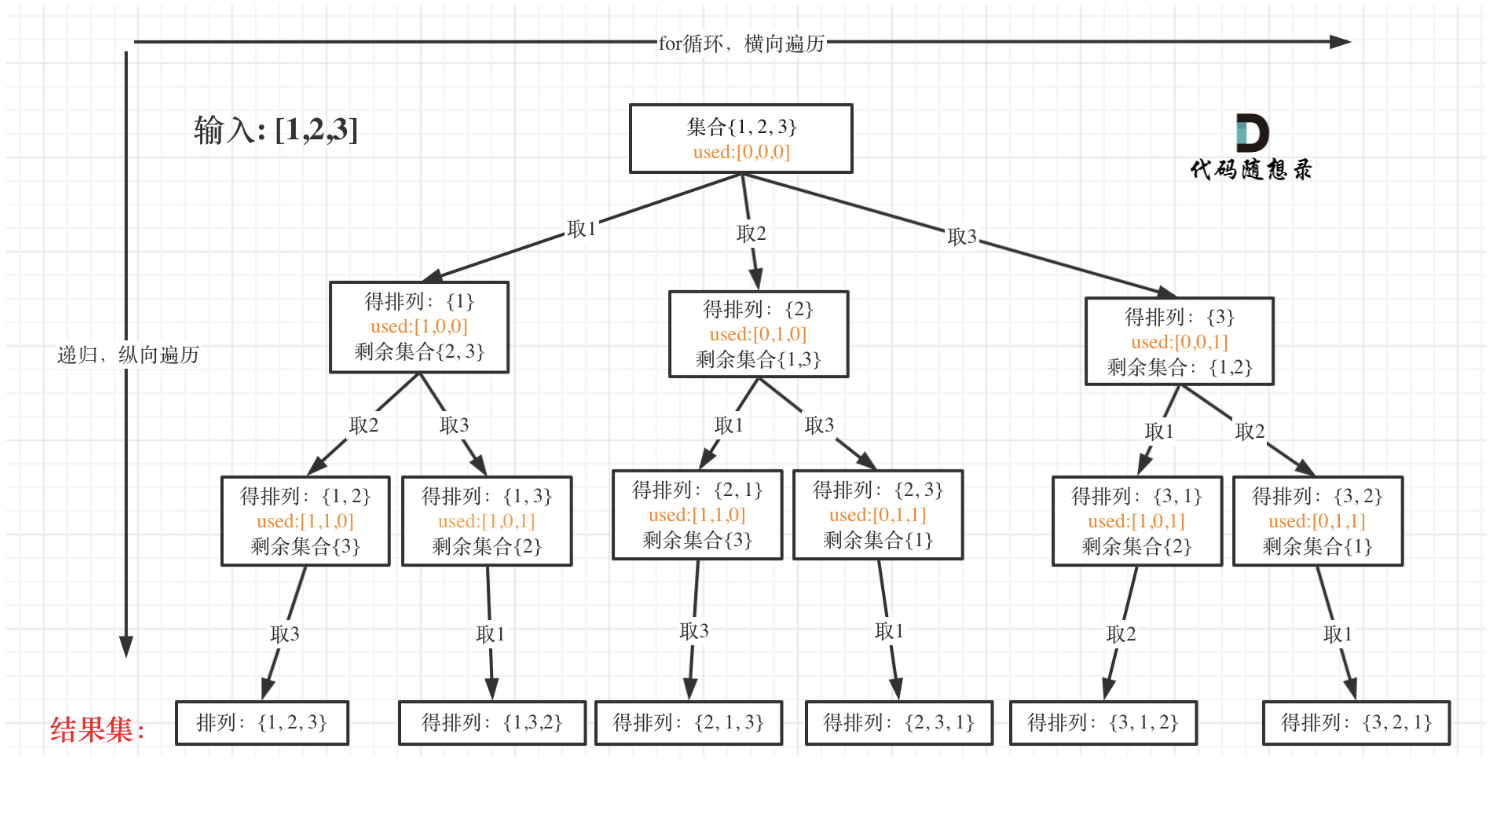 for循环，横向遍历
输入: [1,2,3]
集合{1, 2, 3}
used:[0,0,0]
代码随想录
取1
取2
取3
递归，纵向遍历
得排列：{1}
used:[1,0,0]
剩余集合{2, 3}
得排列：{2}
used:[0,1,0]
剩余集合{1,3}
得排列：{3}
used:[0,0,1]
剩余集合：{1,2}
取2
取3
取1
取3
取1
取2
得排列：{1, 2}
used:[1,1,0]
剩余集合{3}
得排列：{1, 3}
used:[1,0,1]
剩余集合{2}
得排列：{2, 1}
used:[1,1,0]
剩余集合{3}
得排列：{2, 3}
used:[0,1,1]
剩余集合{1}
得排列：{3, 1}
used:[1,0,1]
剩余集合{2}
得排列：{3, 2}
used:[0,1,1]
剩余集合{1}
取3
取1
取3
取1
取2
取1
结果集：
排列：{1, 2, 3}
得排列：{1,3,2}
得排列：{2, 1, 3}
得排列：{2, 3, 1}
得排列：{3, 1, 2}
得排列：{3, 2, 1}